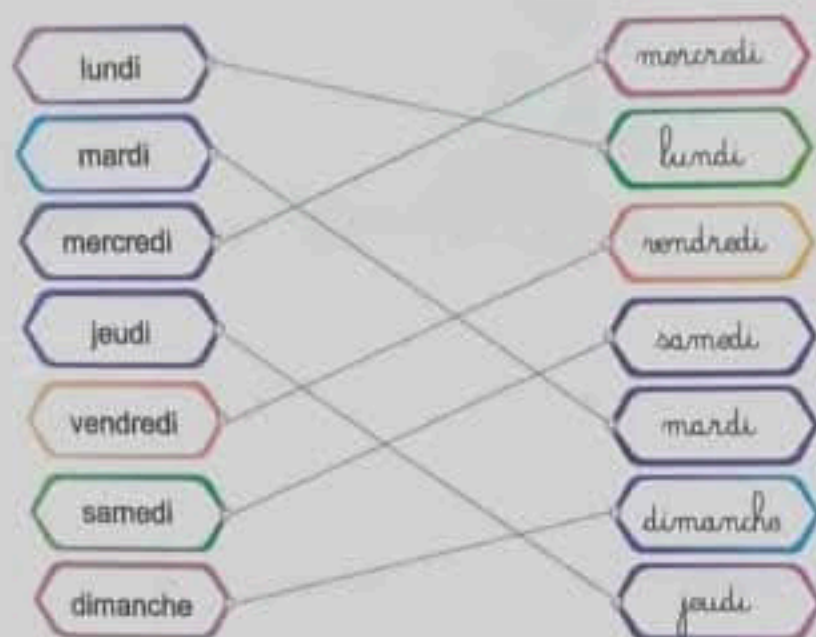 lundi
mardi
mercredi
jeudi
vendredi
samedi
dimanche
mercredi
lundi
vendredi
samedi
mardi
dimanche
jeudi